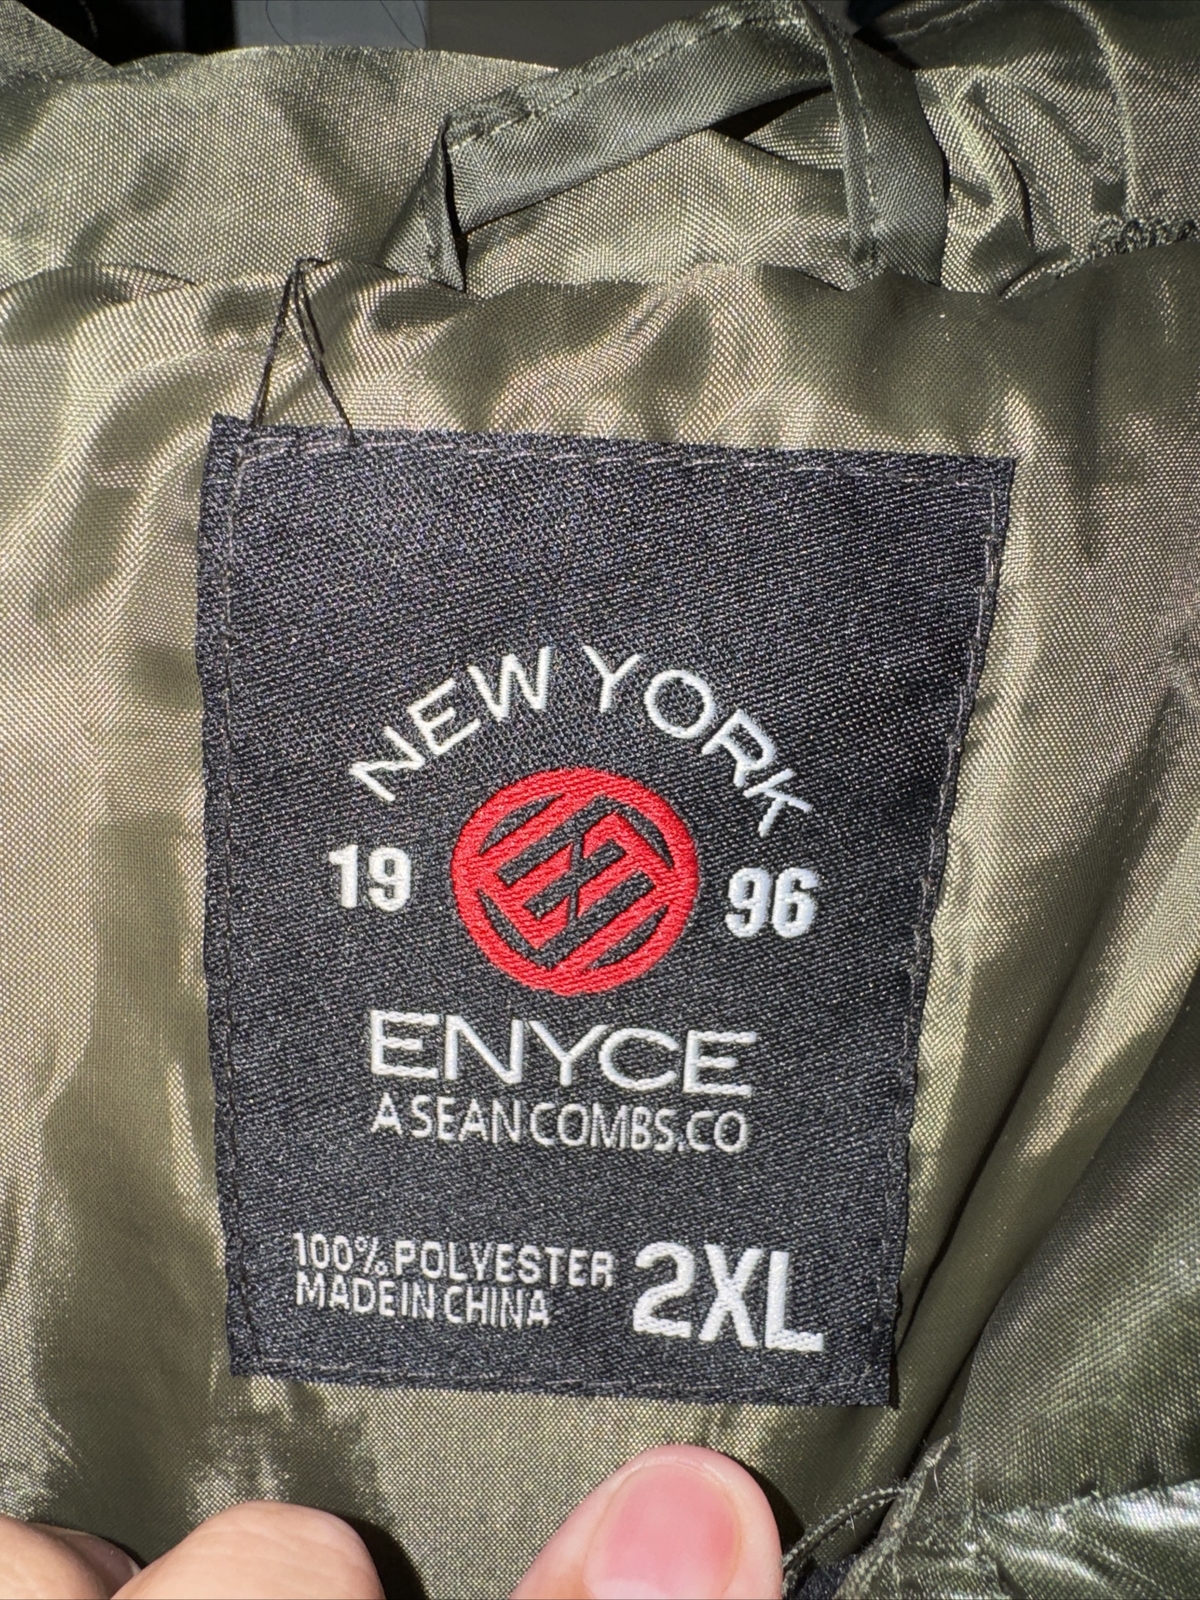 NEW YORK
19 96
ENYCE
A SEAN COMBS.CO
100% POLYESTER
MADE IN CHINA
2XL